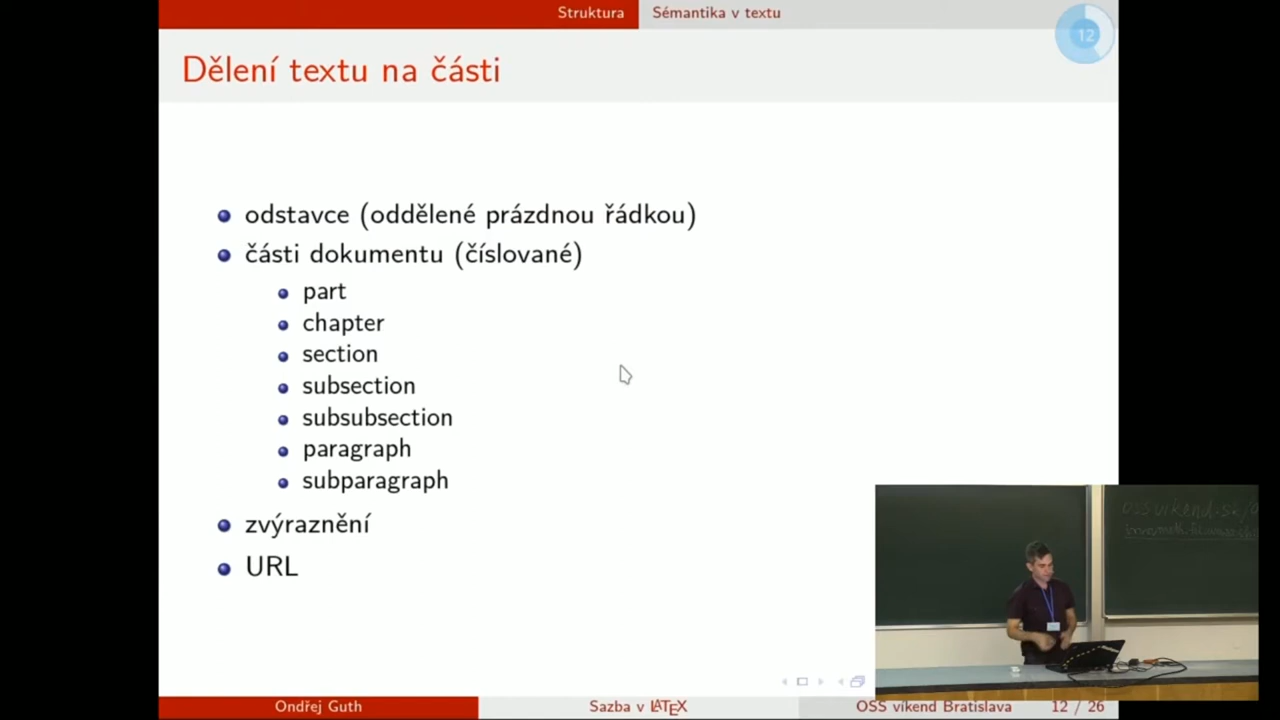 Struktura
Sémantika v textu
12
Dělení textu na části
odstavce (oddělené prázdnou řádkou)
části dokumentu (číslované)
part
chapter
section
subsection
subsubsection
paragraph
subparagraph
zvýraznění
URL
Ondřej Guth
Sazba v LATEX
OSS víkend Bratislava
12 / 26